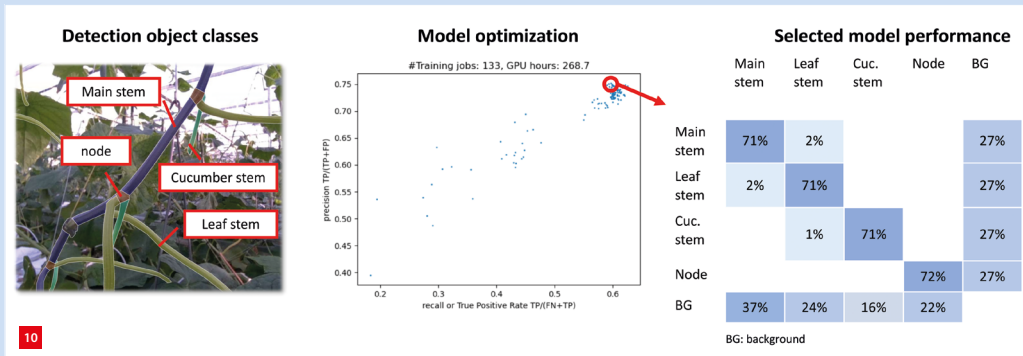 Detection object classes
Main stem
node
Cucumber stem
Leaf stem
10
Model optimization
#Training jobs: 133, GPU hours: 268.7
precision TP/(TP+FP)
0.75
0.70
0.65
0.60
0.55
0.50
0.45
0.40
0.2 0.3 0.4 0.5 0.6
recall or True Positive Rate TP/(FN+TP)
Selected model performance
Main stem Leaf stem Cuc. stem Node BG
Main stem 71% 2% 27%
Leaf stem 2% 71% 27%
Cuc. stem 1% 71% 27%
Node 72% 27%
BG 37% 24% 16% 22%
BG: background